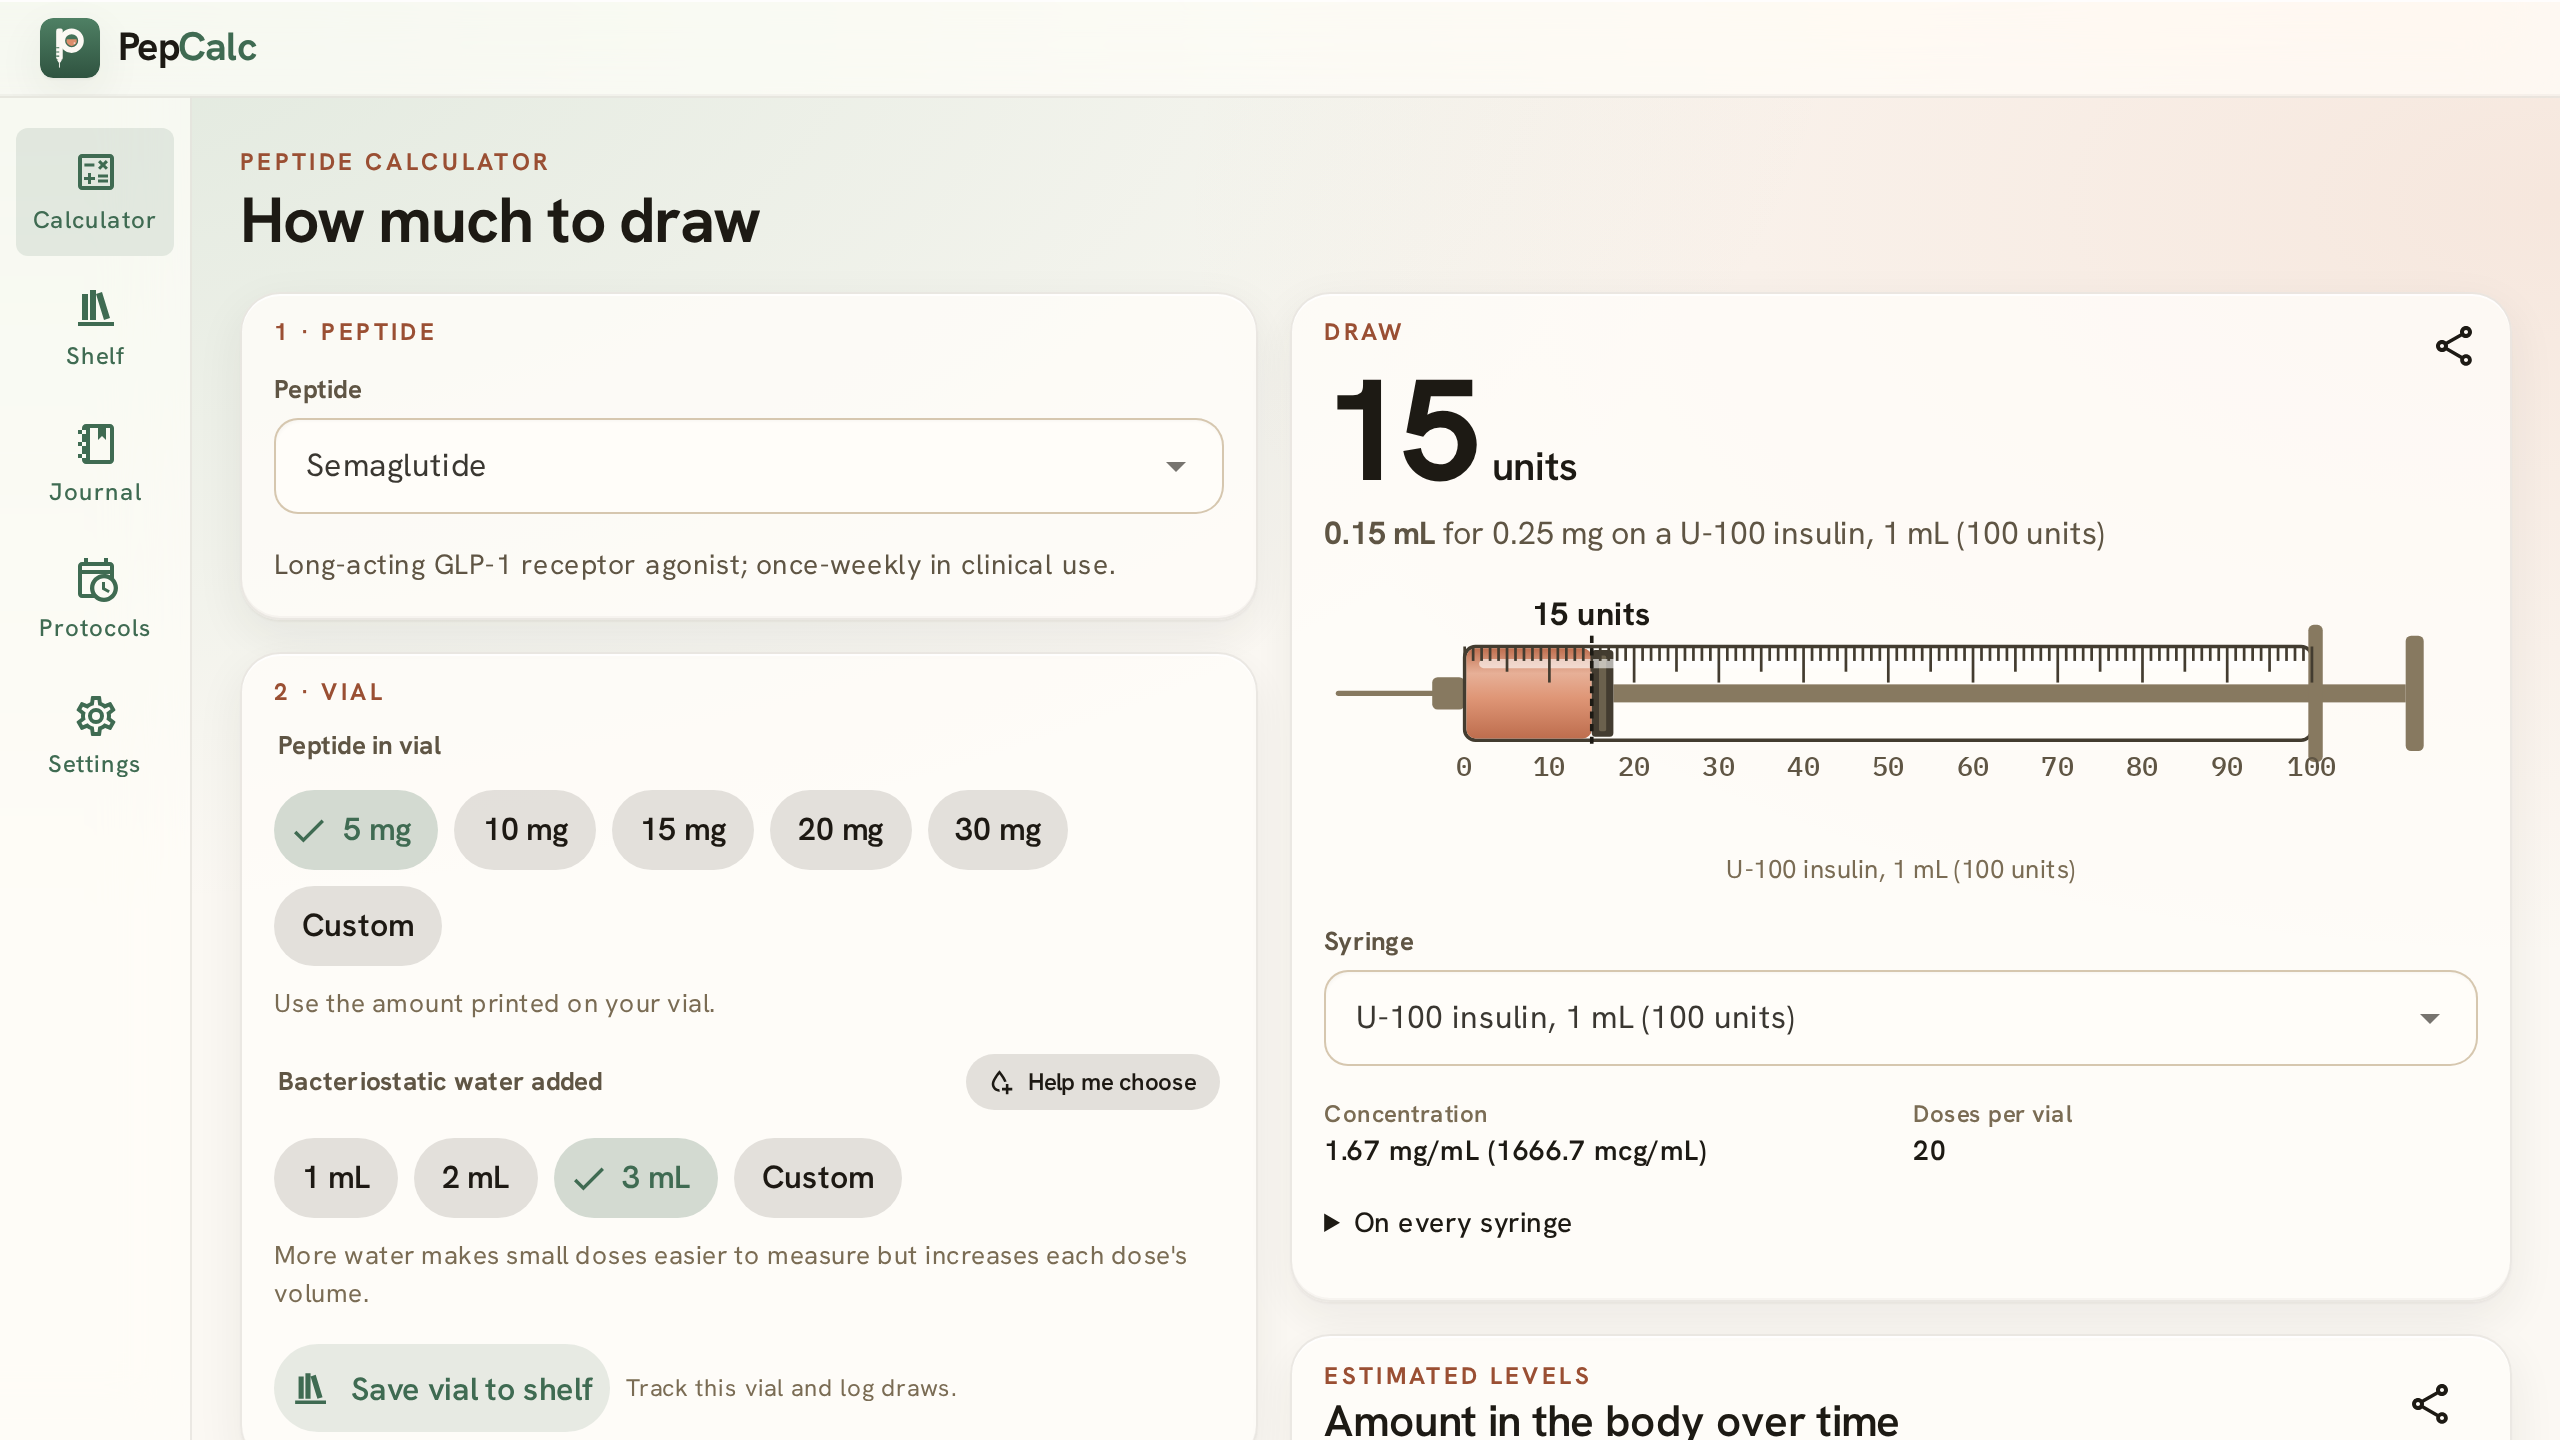 PepCalc
Calculator
Shelf
Journal
Protocols
Settings
PEPTIDE CALCULATOR
How much to draw
1 · PEPTIDE
Peptide
Semaglutide
Long-acting GLP-1 receptor agonist; once-weekly in clinical use.
2 · VIAL
Peptide in vial
5 mg 10 mg 15 mg 20 mg 30 mg
Custom
Use the amount printed on your vial.
Bacteriostatic water added Help me choose
1 mL 2 mL 3 mL Custom
More water makes small doses easier to measure but increases each dose's
volume.
Save vial to shelf Track this vial and log draws.
DRAW
15 units
0.15 mL for 0.25 mg on a U-100 insulin, 1 mL (100 units)
15 units
0 10 20 30 40 50 60 70 80 90 100
U-100 insulin, 1 mL (100 units)
Syringe
U-100 insulin, 1 mL (100 units)
Concentration Doses per vial
1.67 mg/mL (1666.7 mcg/mL) 20
On every syringe
ESTIMATED LEVELS
Amount in the body over time